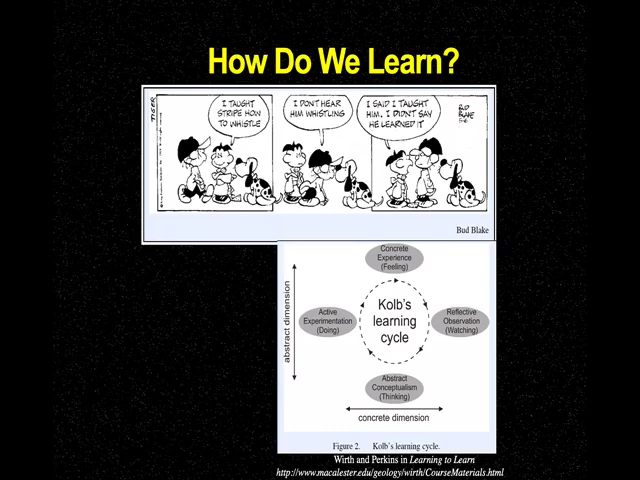 How Do We Learn?
TIGER
I TAUGHT
STRIPE HOW
TO WHISTLE
I DON'T HEAR
HIM WHISTLING
I SAID I TAUGHT
HIM. I DIDN'T SAY
HE LEARNED IT
BUD
BLAKE
Bud Blake
Concrete
Experience
(Feeling)
abstract dimension
Active
Experimentation
(Doing)
Kolb's
learning
cycle
Reflective
Observation
(Watching)
Abstract
Conceptualism
(Thinking)
concrete dimension
Figure 2. Kolb's learning cycle.
Wirth and Perkins in Learning to Learn
http://www.macalester.edu/geology/wirth/CourseMaterials.html